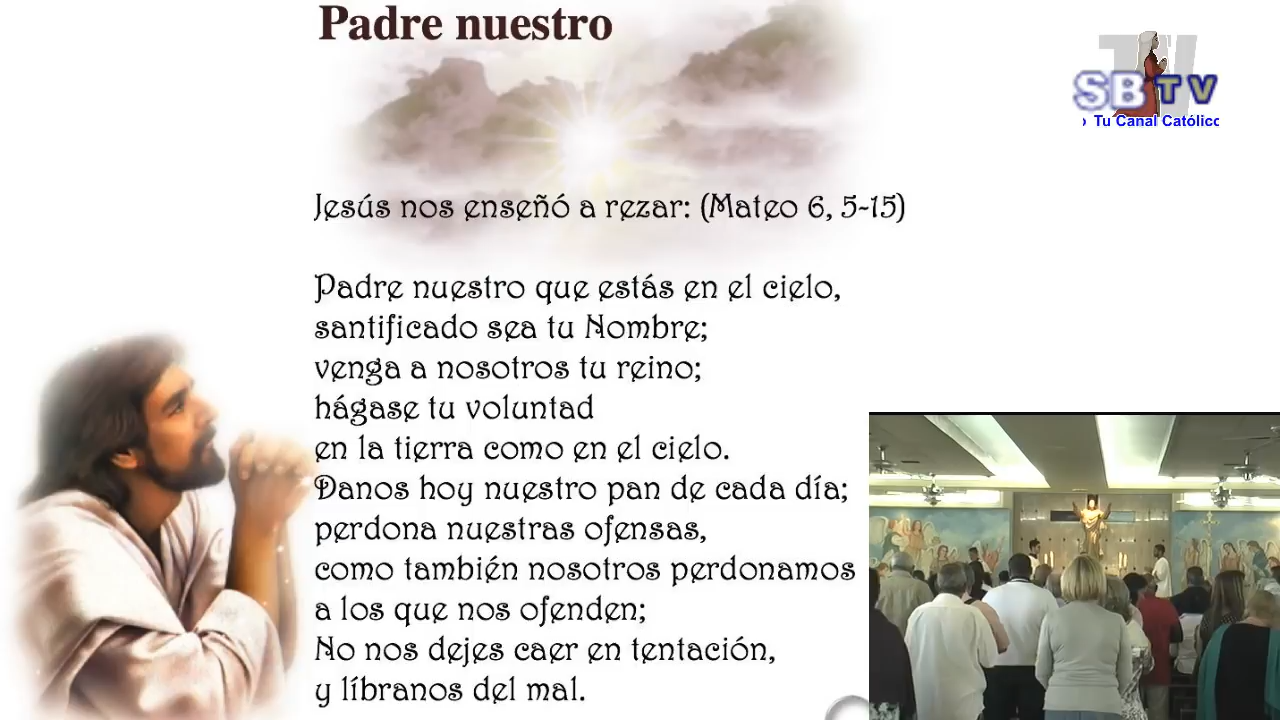 Padre nuestro
SBTV
Tu Canal Católico
Jesús nos enseñó a rezar: (Mateo 6, 5-15)
Padre nuestro que estás en el cielo,
santificado sea tu Nombre;
venga a nosotros tu reino;
hágase tu voluntad
en la tierra como en el cielo.
Danos hoy nuestro pan de cada día;
perdona nuestras ofensas,
como también nosotros perdonamos
a los que nos ofenden;
No nos dejes caer en tentación,
y líbranos del mal.